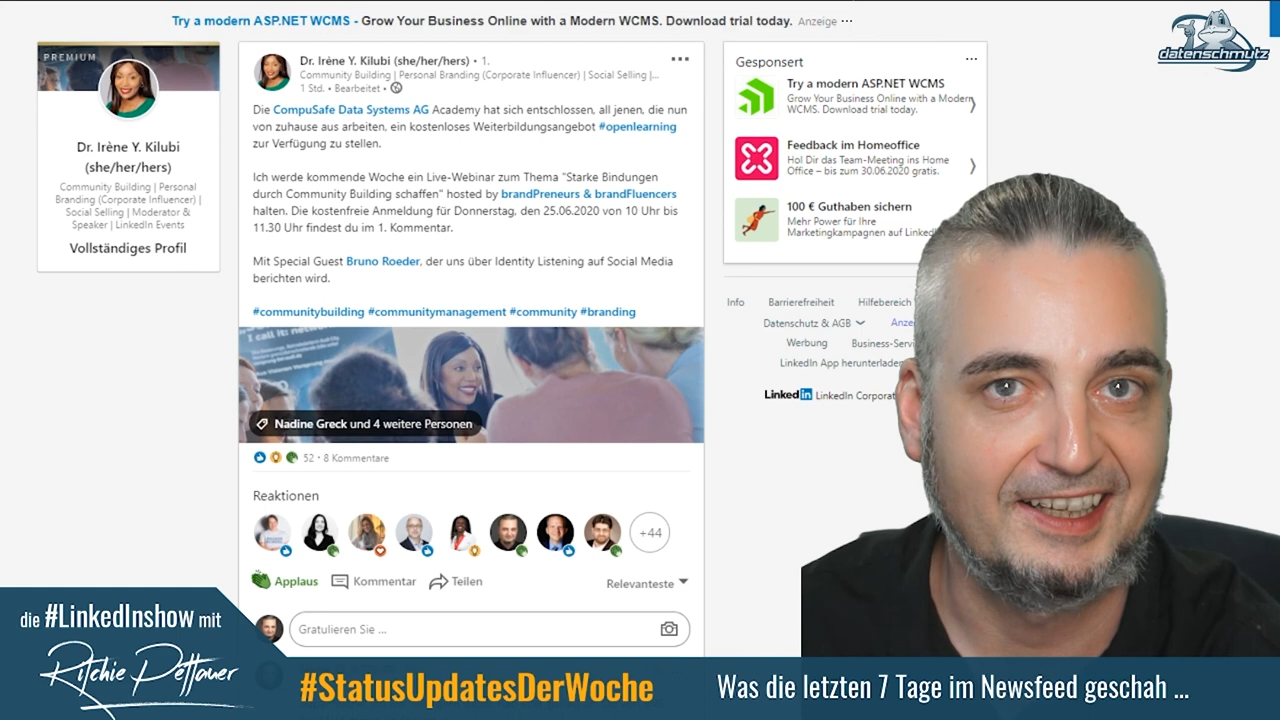 Try a modern ASP.NET WCMS - Grow Your Business Online with a Modern WCMS. Download trial today. Anzeige ···
datenschmutz
PREMIUM
Dr. Irène Y. Kilubi
(she/her/hers)
Community Building | Personal
Branding (Corporate Influencer) |
Social Selling | Moderator &
Speaker | LinkedIn Events
Vollständiges Profil
Dr. Irène Y. Kilubi (she/her/hers) • 1.
Community Building | Personal Branding (Corporate Influencer) | Social Selling |...
1 Std. • Bearbeitet •
Die CompuSafe Data Systems AG Academy hat sich entschlossen, all jenen, die nun
von zuhause aus arbeiten, ein kostenloses Weiterbildungsangebot #openlearning
zur Verfügung zu stellen.
Ich werde kommende Woche ein Live-Webinar zum Thema "Starke Bindungen
durch Community Building schaffen" hosted by brandPreneurs & brandFluencers
halten. Die kostenfreie Anmeldung für Donnerstag, den 25.06.2020 von 10 Uhr bis
11.30 Uhr findest du im 1. Kommentar.
Mit Special Guest Bruno Roeder, der uns über Identity Listening auf Social Media
berichten wird.
#communitybuilding #communitymanagement #community #branding
I call it: netw
Nadine Greck und 4 weitere Personen
52 • 8 Kommentare
Reaktionen
+44
Applaus Kommentar Teilen Relevanteste
Gratulieren Sie ...
Gesponsert
Try a modern ASP.NET WCMS
Grow Your Business Online with a Modern
WCMS. Download trial today.
Feedback im Homeoffice
Hol Dir das Team-Meeting ins Home
Office – bis zum 30.06.2020 gratis.
100 € Guthaben sichern
Mehr Power für Ihre
Marketingkampagnen auf LinkedI
Info Barrierefreiheit Hilfebereich
Datenschutz & AGB Anze
Werbung Business-Servi
LinkedIn App herunterladen
LinkedIn LinkedIn Corporat
die #LinkedInshow mit
Ritchie Pettauer
#StatusUpdatesDerWoche
Was die letzten 7 Tage im Newsfeed geschah ...